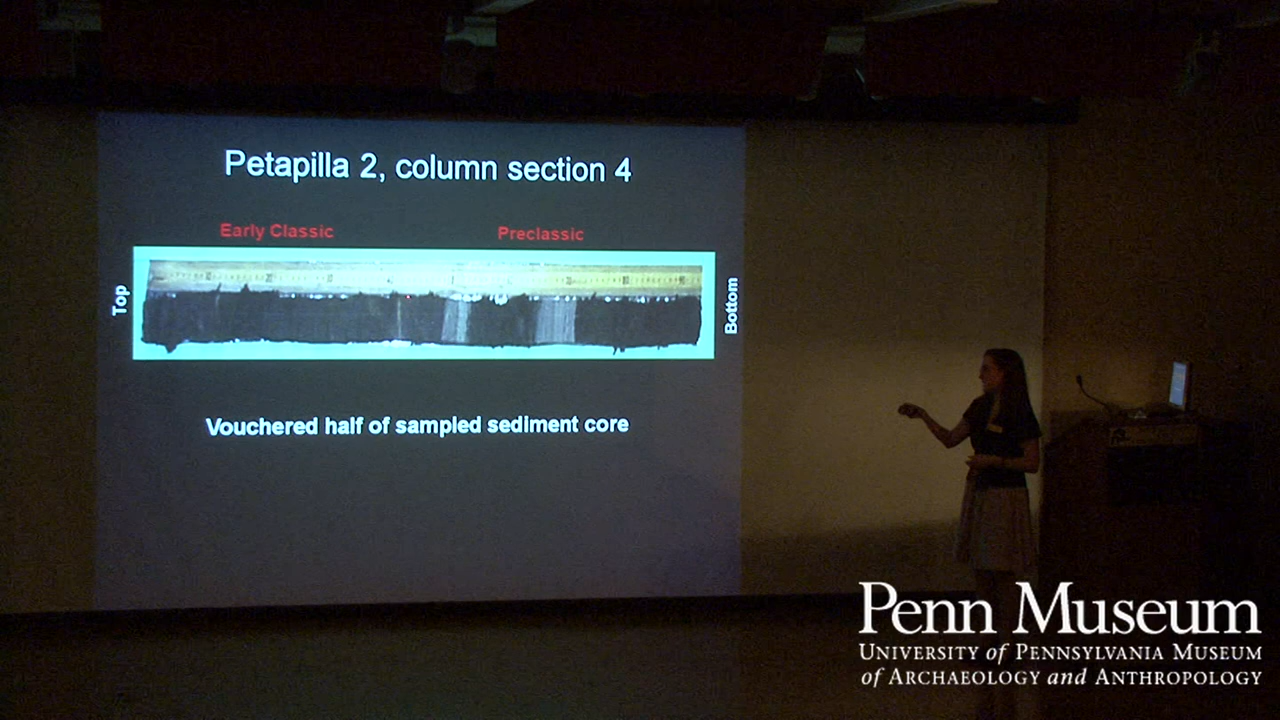 Petapilla 2, column section 4
Early Classic
Preclassic
Top
Bottom
Vouchered half of sampled sediment core
Penn Museum
UNIVERSITY of PENNSYLVANIA MUSEUM
of ARCHAEOLOGY and ANTHROPOLOGY